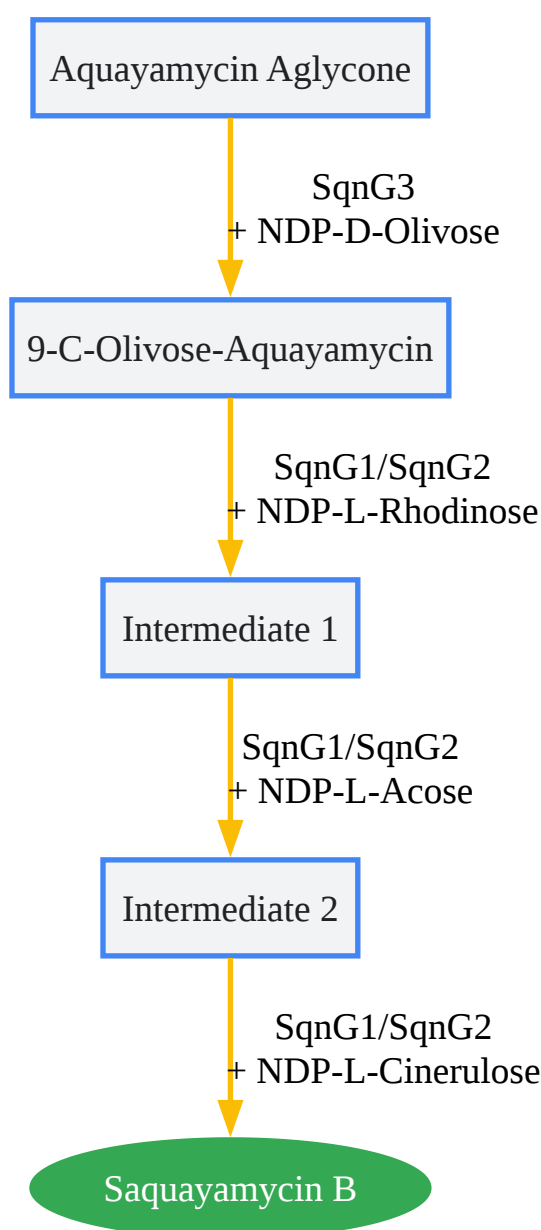 Aquayamycin Aglycone
SqnG3
+ NDP-D-Olivose
9-C-Olivose-Aquayamycin
SqnG1/SqnG2
+ NDP-L-Rhodinose
Intermediate 1
SqnG1/SqnG2
+ NDP-L-Acose
Intermediate 2
SqnG1/SqnG2
+ NDP-L-Cinerulose
Saquayamycin B